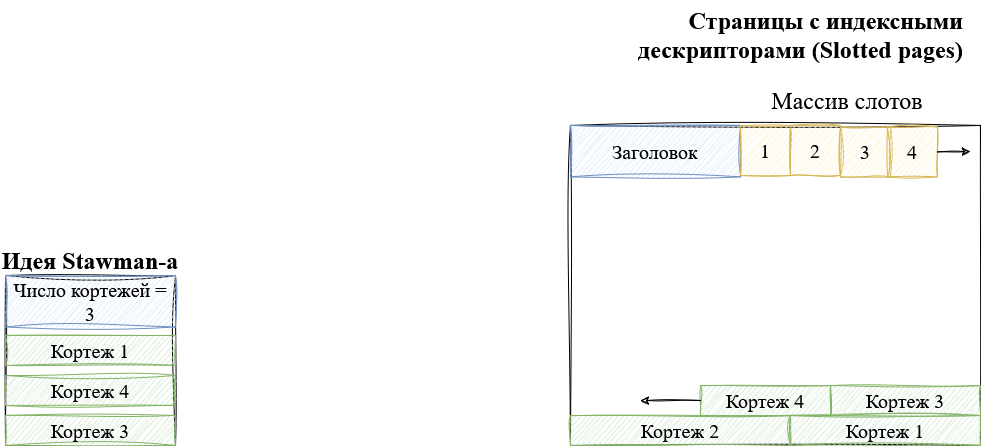 Страницы с индексными
дескрипторами (Slotted pages)
Массив слотов
Заголовок
1
2
3
4
Идея Stawman-а
Число кортежей =
3
Кортеж 1
Кортеж 4
Кортеж 3
Кортеж 4
Кортеж 3
Кортеж 2
Кортеж 1